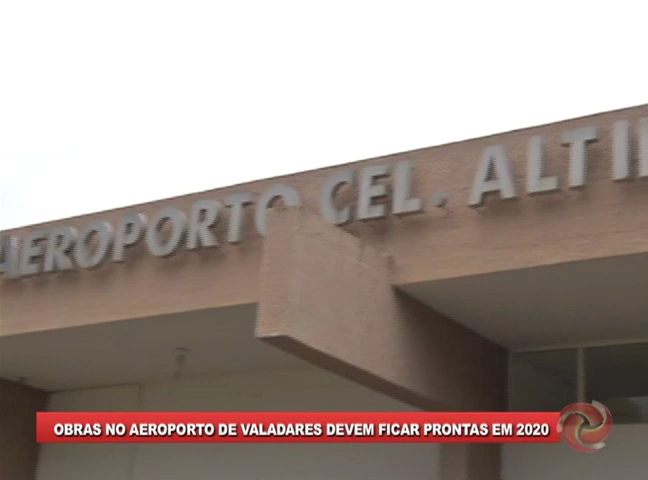 AEROPORTO CEL. ALTI
OBRAS NO AEROPORTO DE VALADARES DEVEM FICAR PRONTAS EM 2020